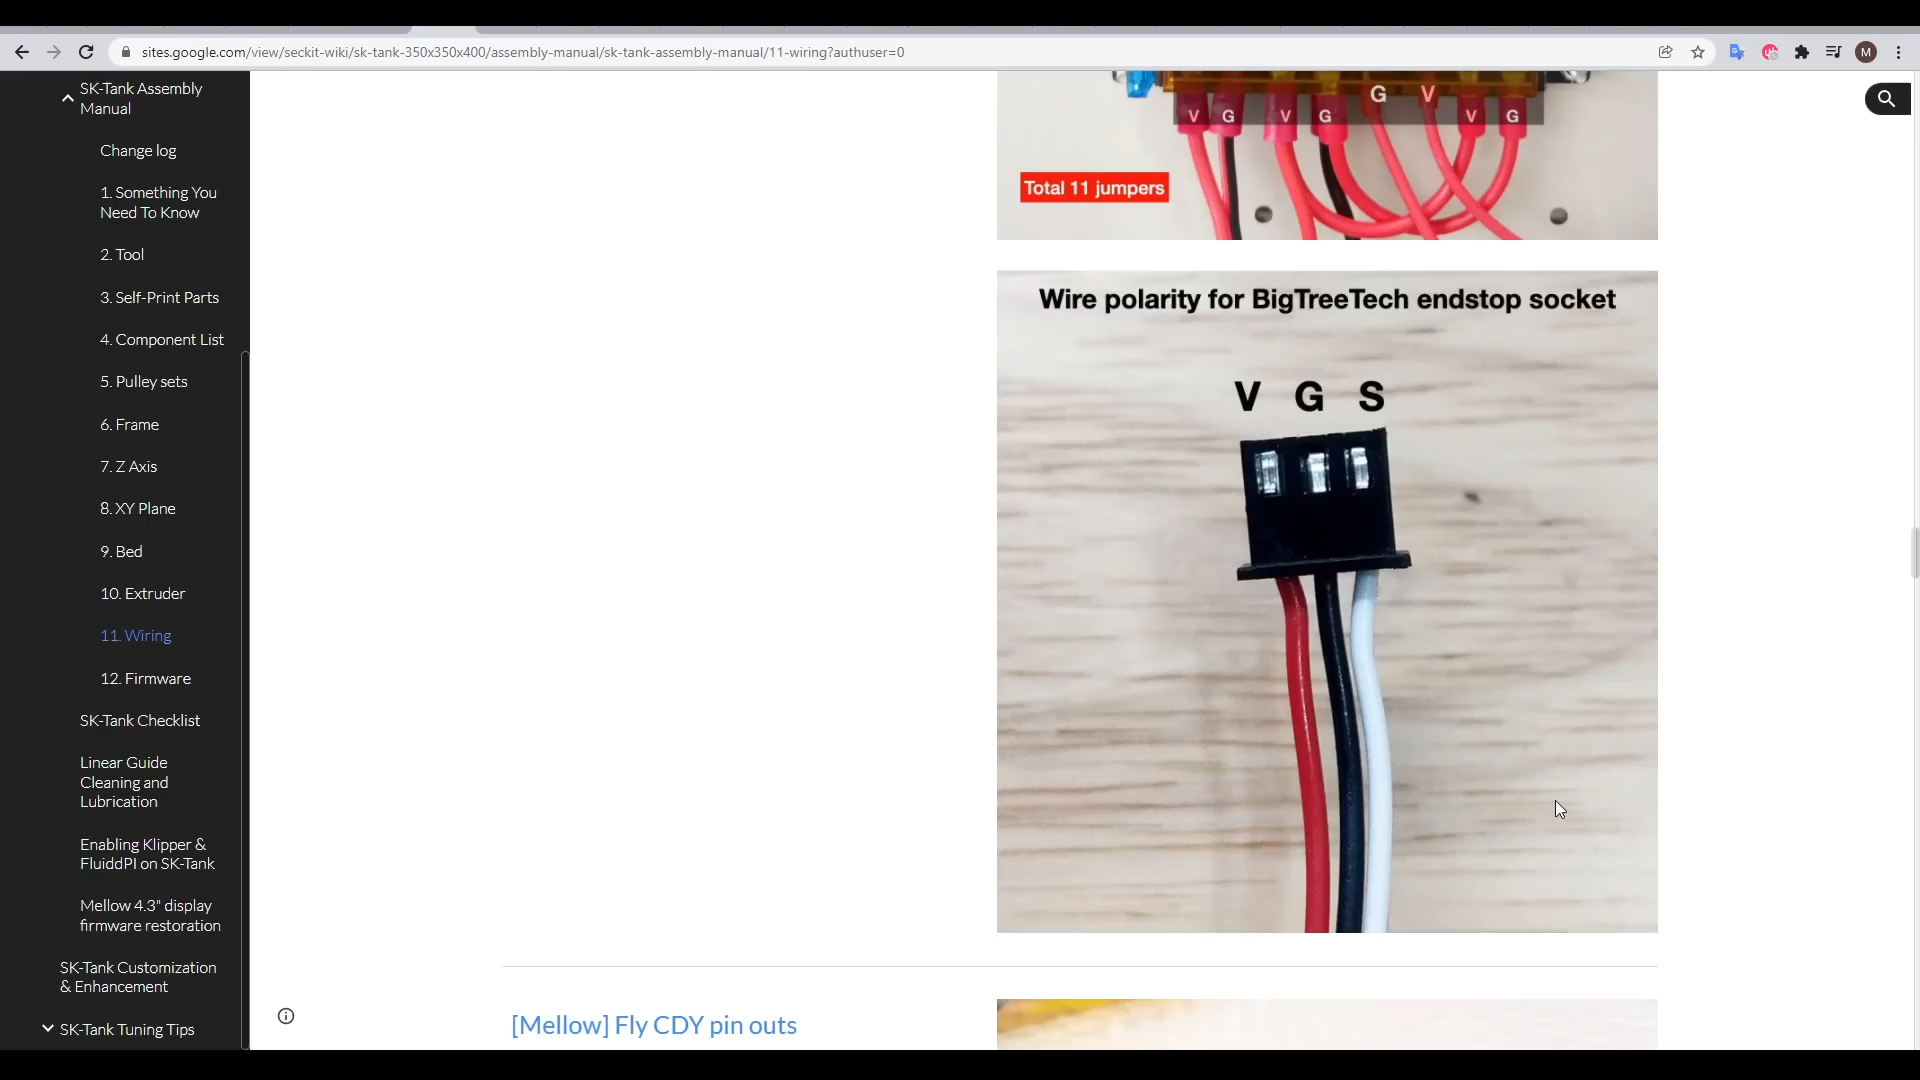 sites.google.com/view/seckit-wiki/sk-tank-350x350x400/assembly-manual/sk-tank-assembly-manual/11-wiring?authuser=0
M
SK-Tank Assembly
Manual
Change log
1. Something You
Need To Know
2. Tool
3. Self-Print Parts
4. Component List
5. Pulley sets
6. Frame
7. Z Axis
8. XY Plane
9. Bed
10. Extruder
11. Wiring
12. Firmware
SK-Tank Checklist
Linear Guide
Cleaning and
Lubrication
Enabling Klipper &
FluiddPI on SK-Tank
Mellow 4.3" display
firmware restoration
SK-Tank Customization
& Enhancement
SK-Tank Tuning Tips
G V
V G V G V G
Total 11 jumpers
Wire polarity for BigTreeTech endstop socket
V G S
[Mellow] Fly CDY pin outs